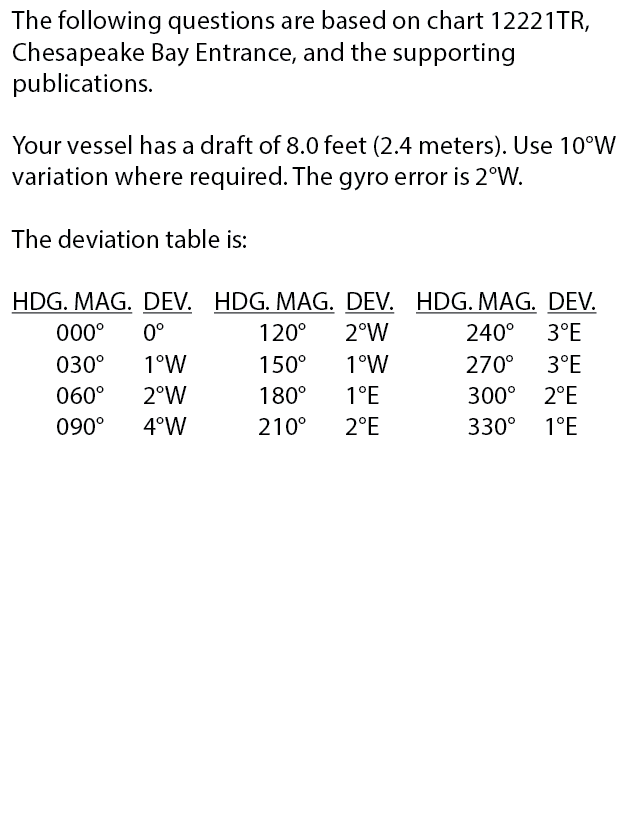 The following questions are based on chart 12221TR,
Chesapeake Bay Entrance, and the supporting
publications.
Your vessel has a draft of 8.0 feet (2.4 meters). Use 10°W
variation where required. The gyro error is 2°W.
The deviation table is:
HDG. MAG. DEV. HDG. MAG. DEV. HDG. MAG. DEV.
000° 0° 120° 2°W 240° 3°E
030° 1°W 150° 1°W 270° 3°E
060° 2°W 180° 1°E 300° 2°E
090° 4°W 210° 2°E 330° 1°E